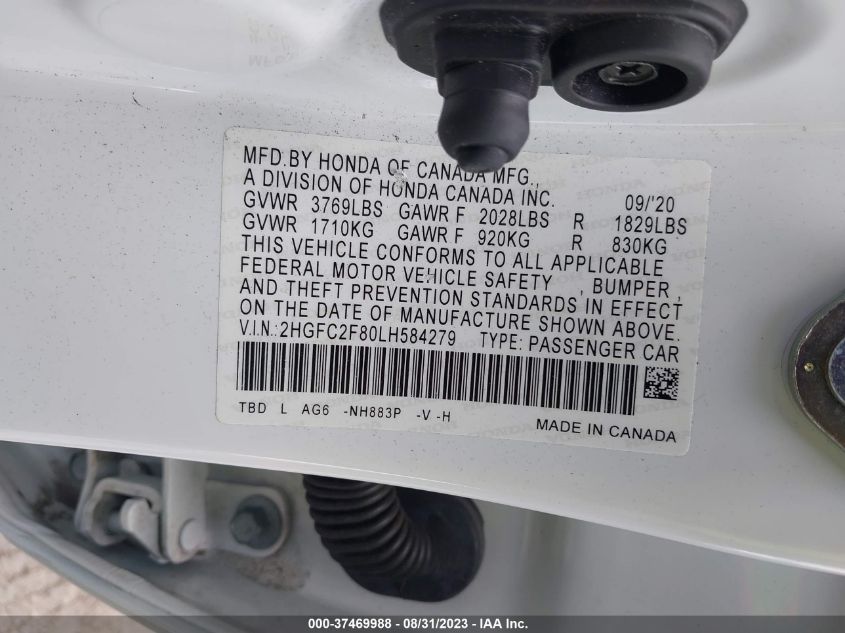 MFD.BY HONDA OF CANADA MFG.,
A DIVISION OF HONDA CANADA INC. 09/'20
GVWR 3769LBS GAWR F 2028LBS R 1829LBS
GVWR 1710KG GAWR F 920KG R 830KG
THIS VEHICLE CONFORMS TO ALL APPLICABLE
FEDERAL MOTOR VEHICLE SAFETY , BUMPER ,
AND THEFT PREVENTION STANDARDS IN EFFECT
ON THE DATE OF MANUFACTURE SHOWN ABOVE.
V.I.N.:2HGFC2F80LH584279 TYPE: PASSENGER CAR
TBD L AG6 -NH883P -V -H
MADE IN CANADA
000-37469988 / 08/31/2023 / IAA Inc.